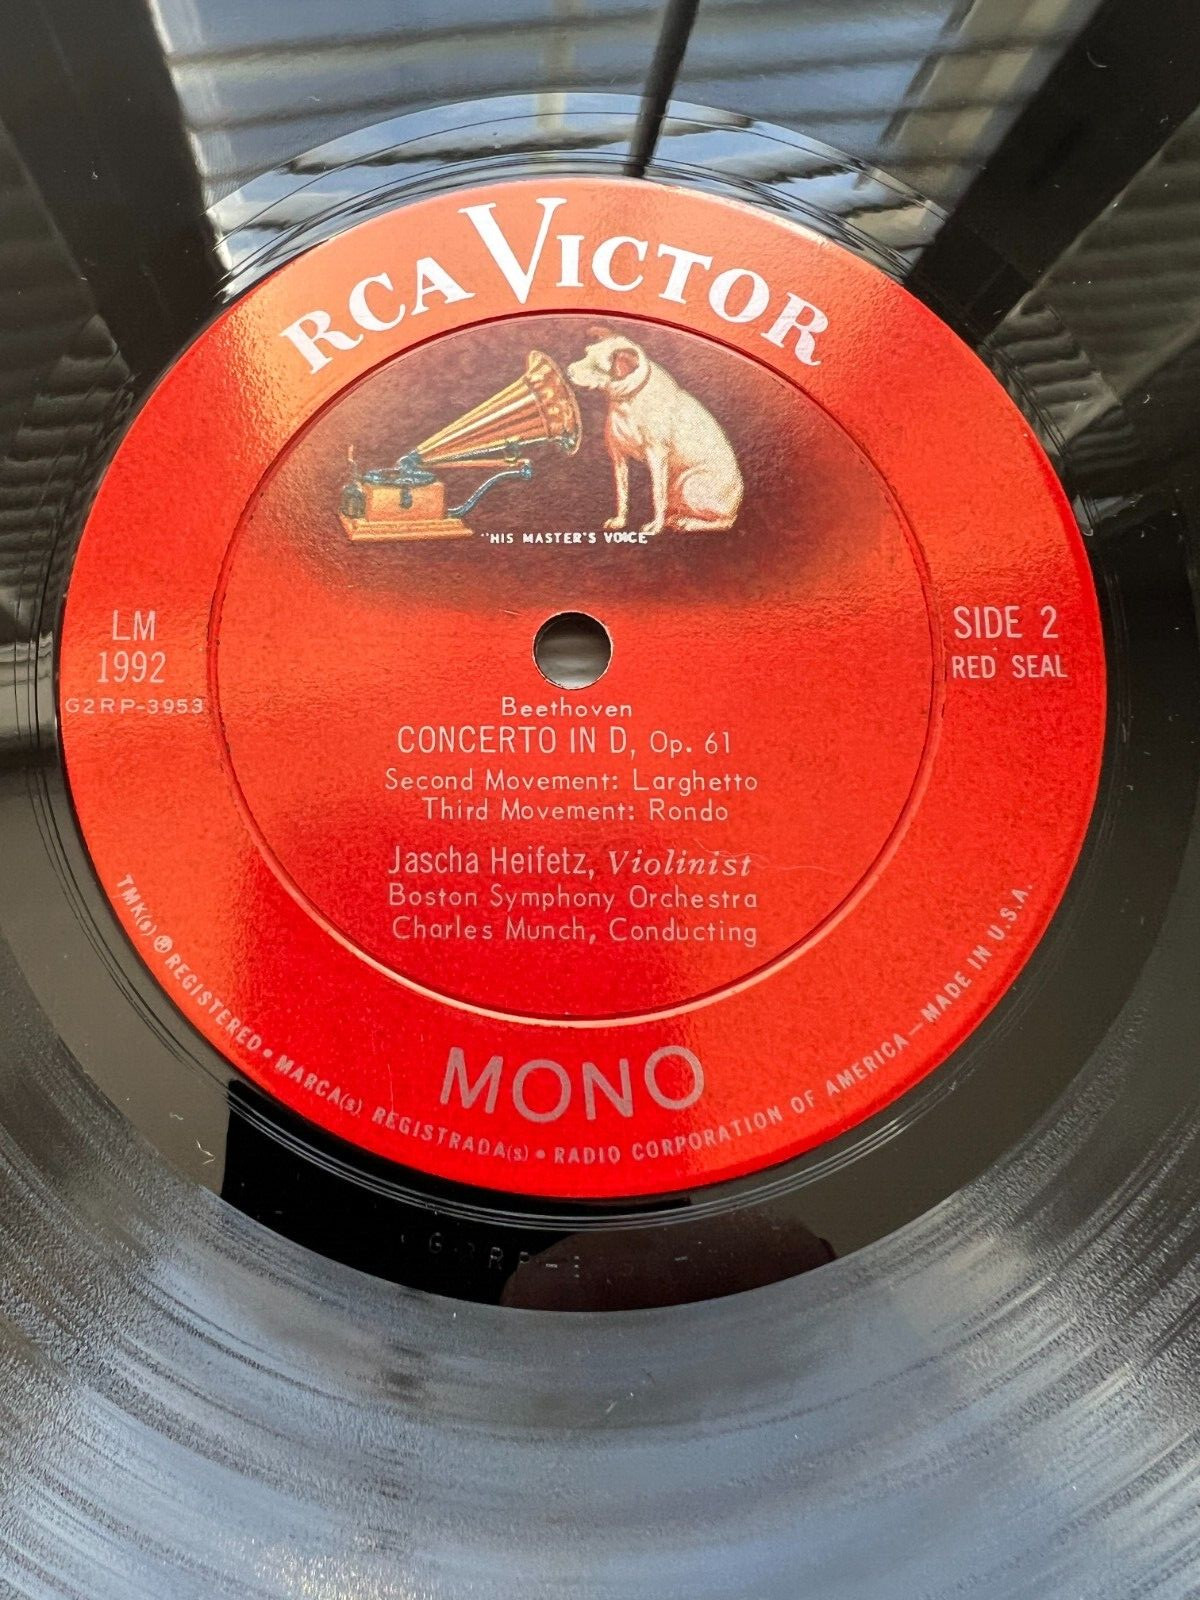 RCA VICTOR
"HIS MASTER'S VOICE"
LM
1992
G2RP-3953
SIDE 2
RED SEAL
Beethoven
CONCERTO IN D, Op. 61
Second Movement: Larghetto
Third Movement: Rondo
Jascha Heifetz, Violinist
Boston Symphony Orchestra
Charles Munch, Conducting
MONO
TMK(s) ® REGISTERED • MARCA(s) REGISTRADA(s) • RADIO CORPORATION OF AMERICA — MADE IN U.S.A.